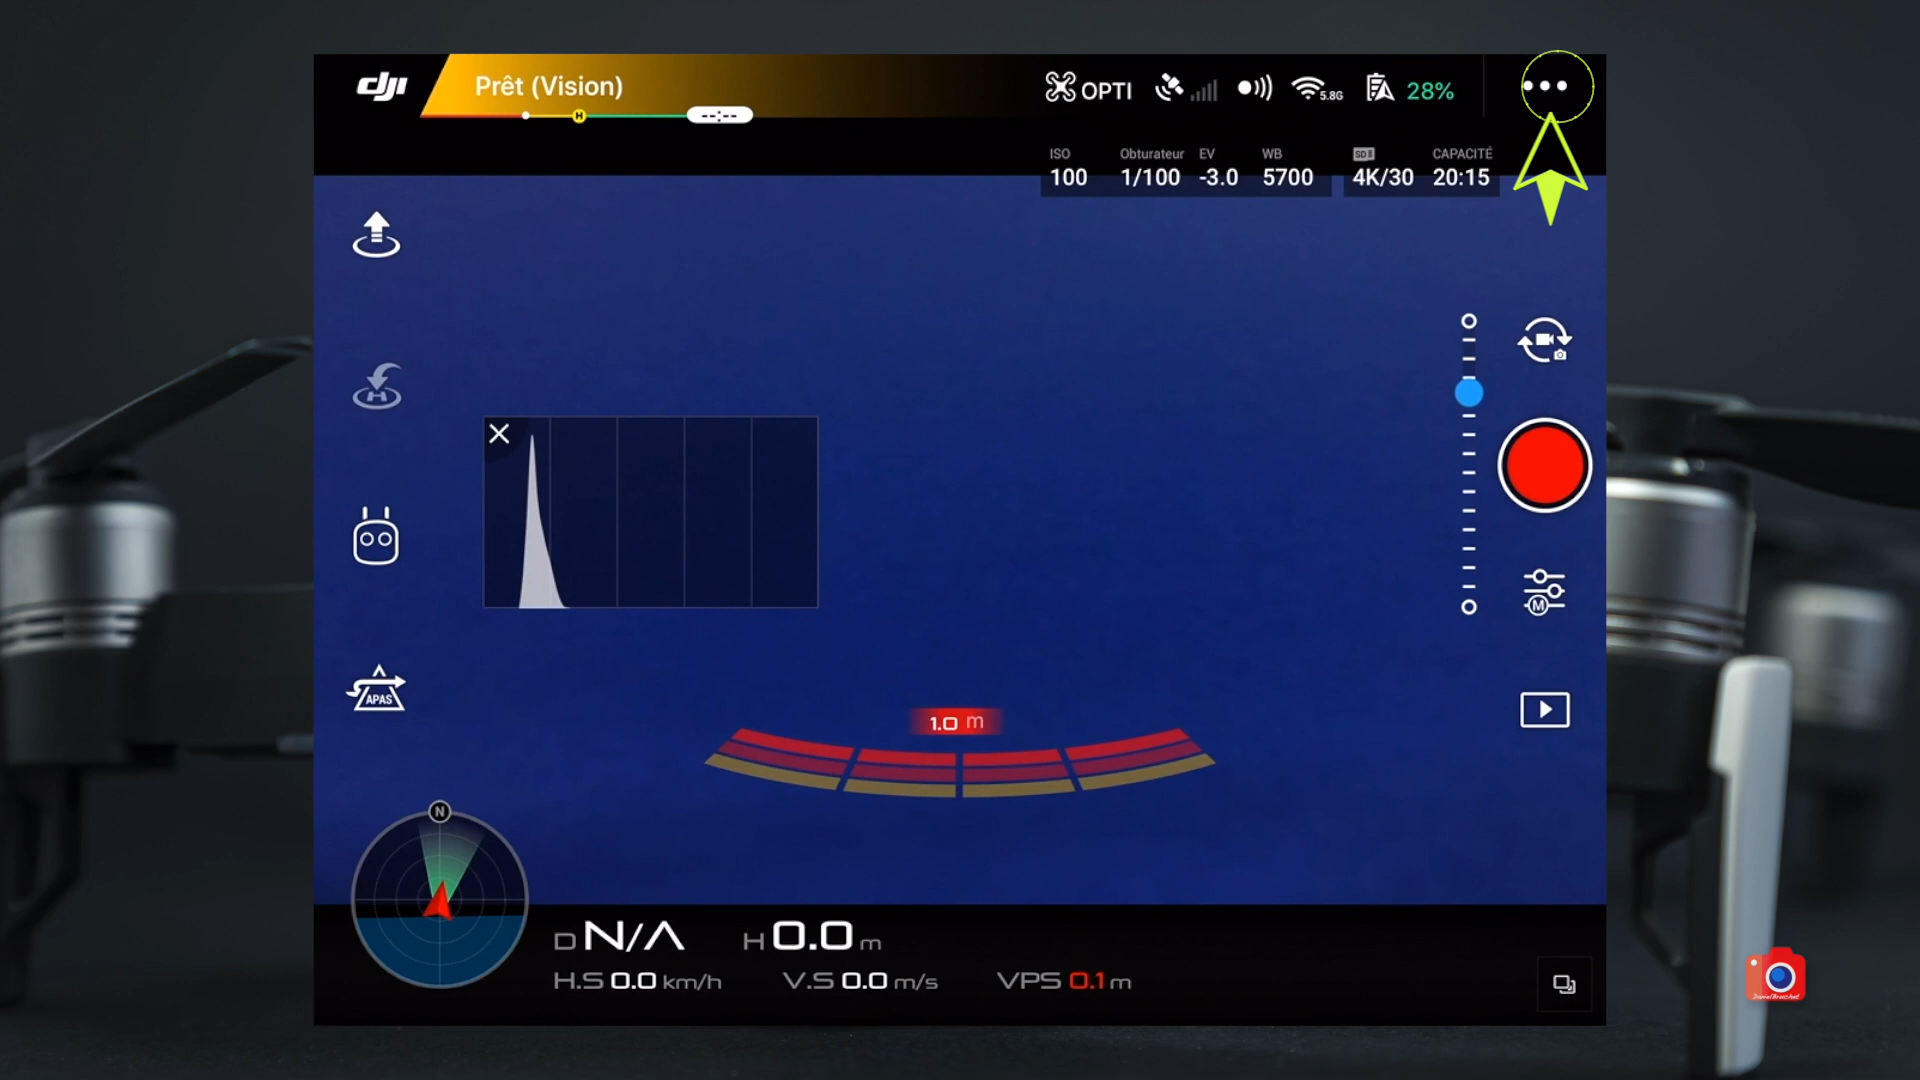 dji
Prêt (Vision)
H
--:--
OPTI
5.8G
28%
ISO
100
Obturateur
1/100
EV
-3.0
WB
5700
SD
4K/30
CAPACITÉ
20:15
H
APAS
M
1.0 m
N
D N/A
H 0.0 m
H.S 0.0 km/h
V.S 0.0 m/s
VPS 0.1 m